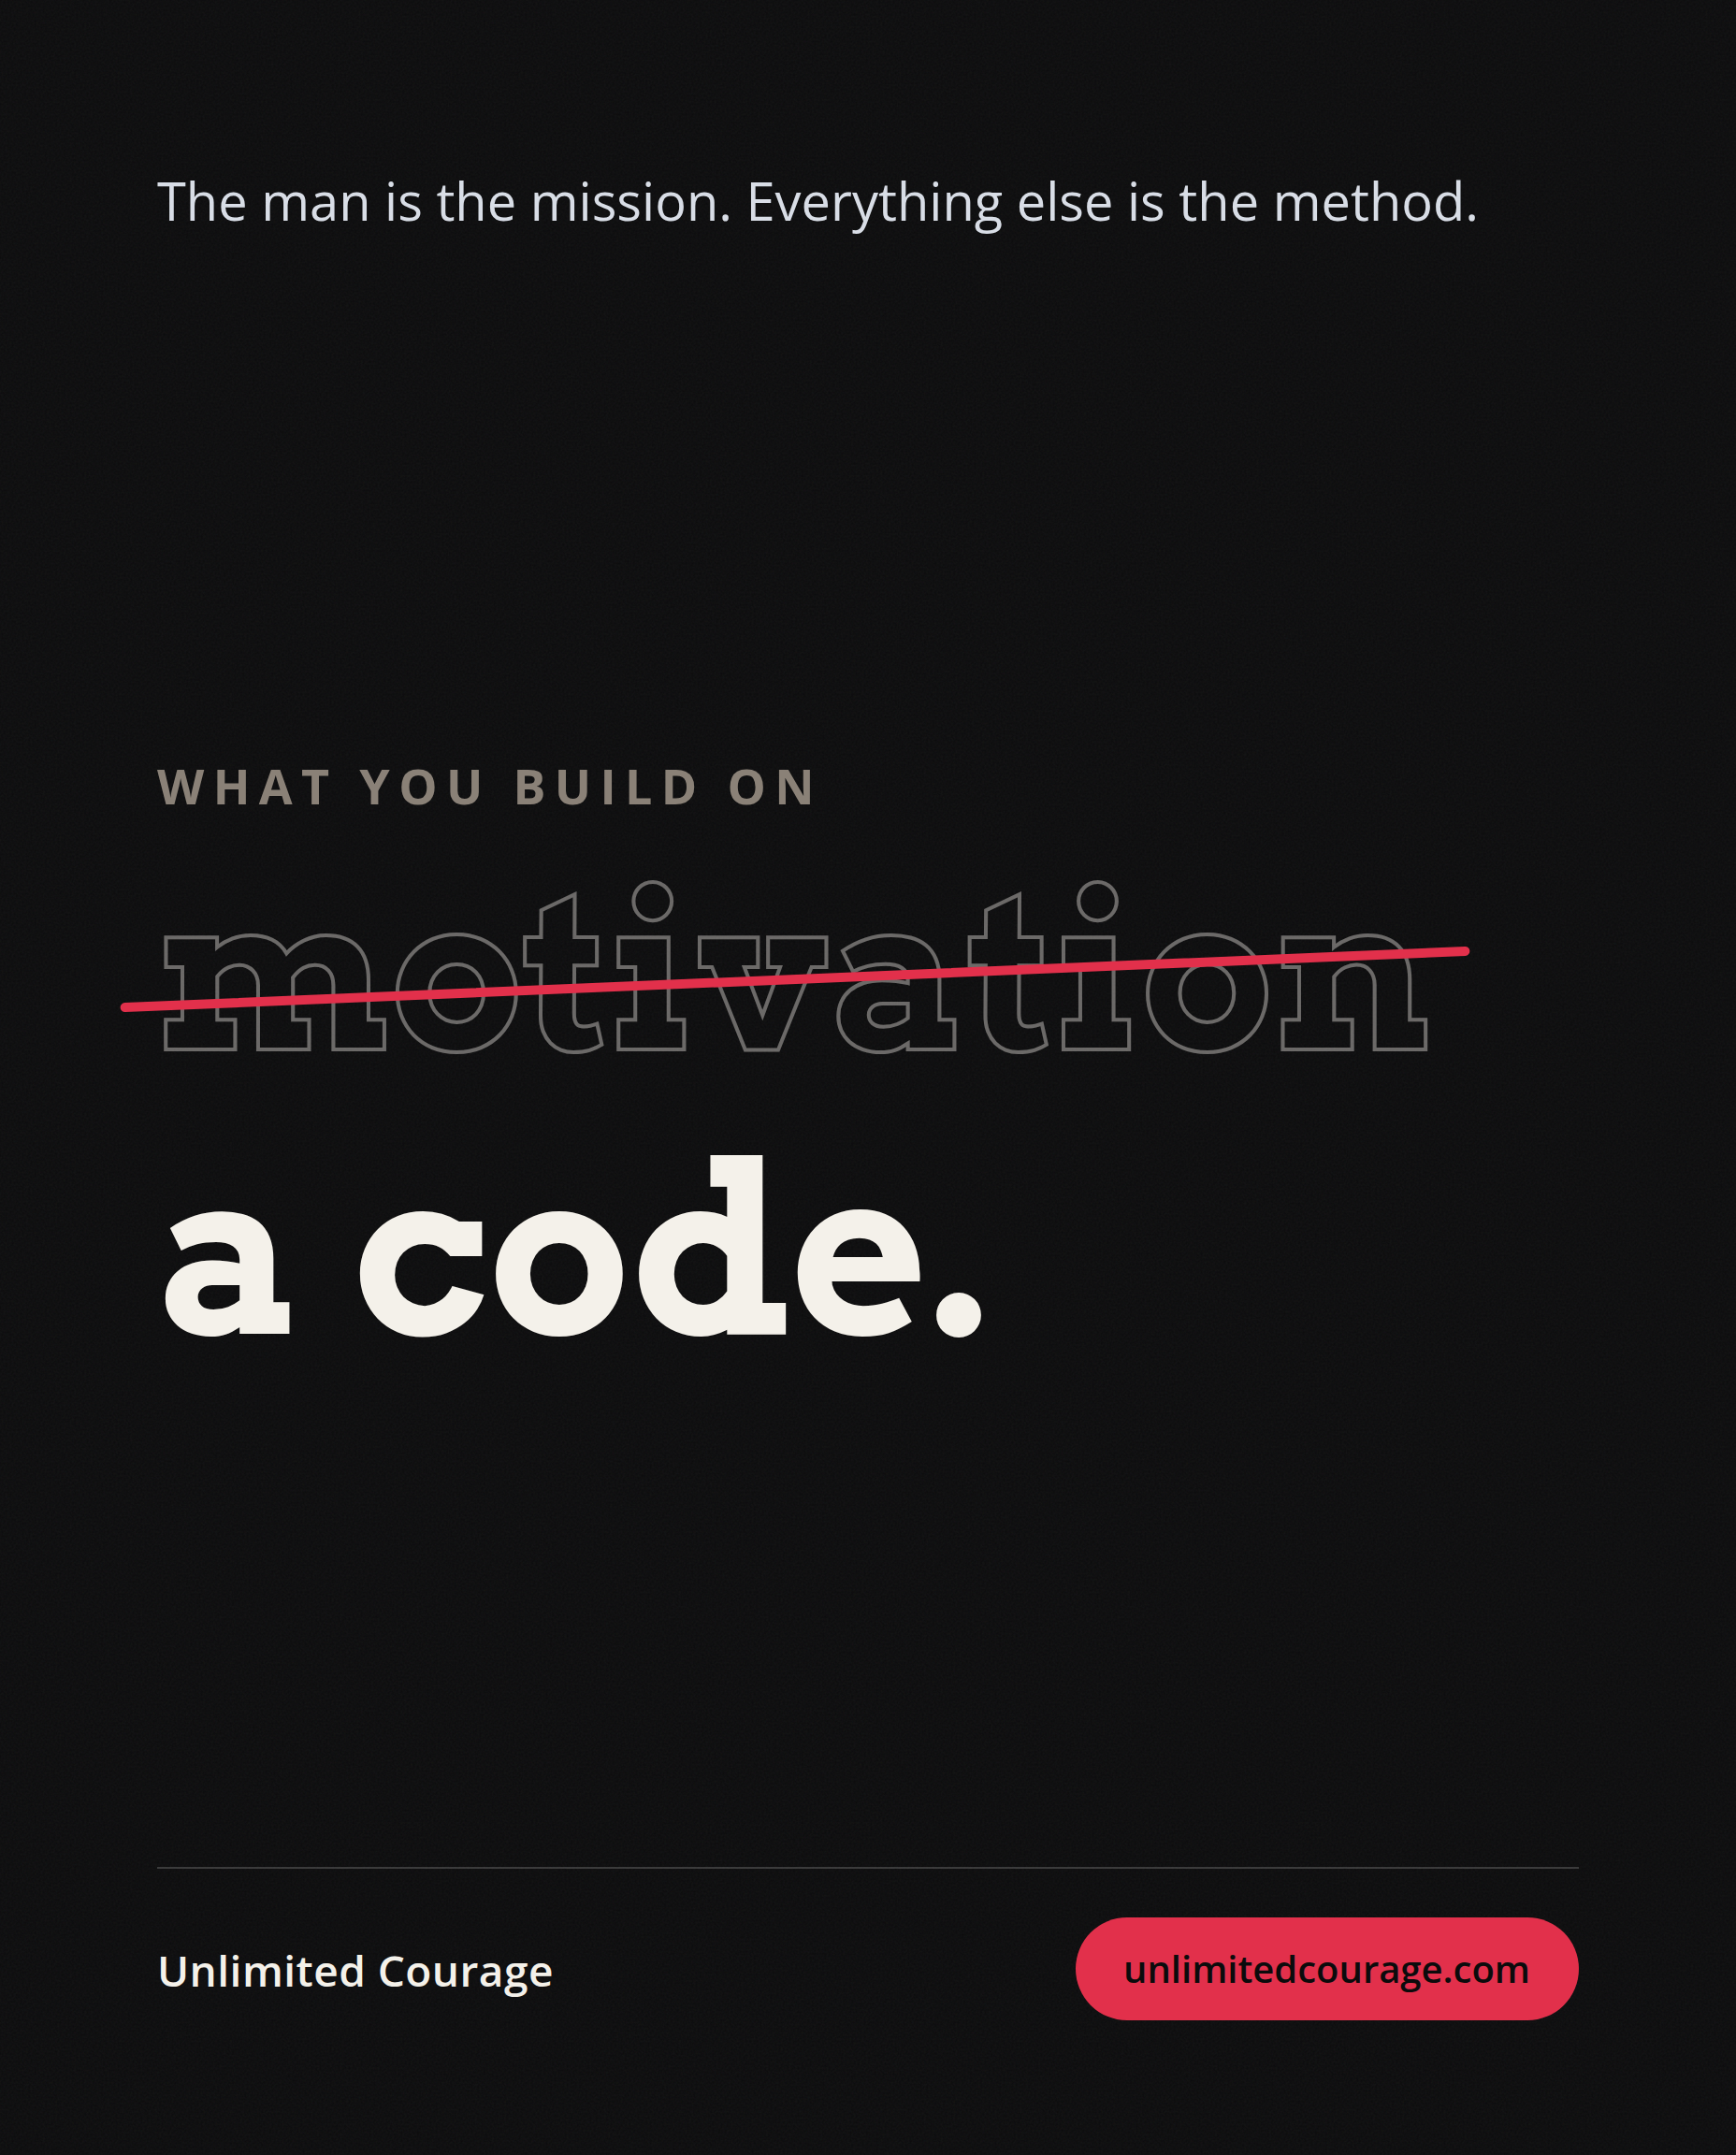 The man is the mission. Everything else is the method.
WHAT YOU BUILD ON
motivation
a code.
Unlimited Courage
unlimitedcourage.com